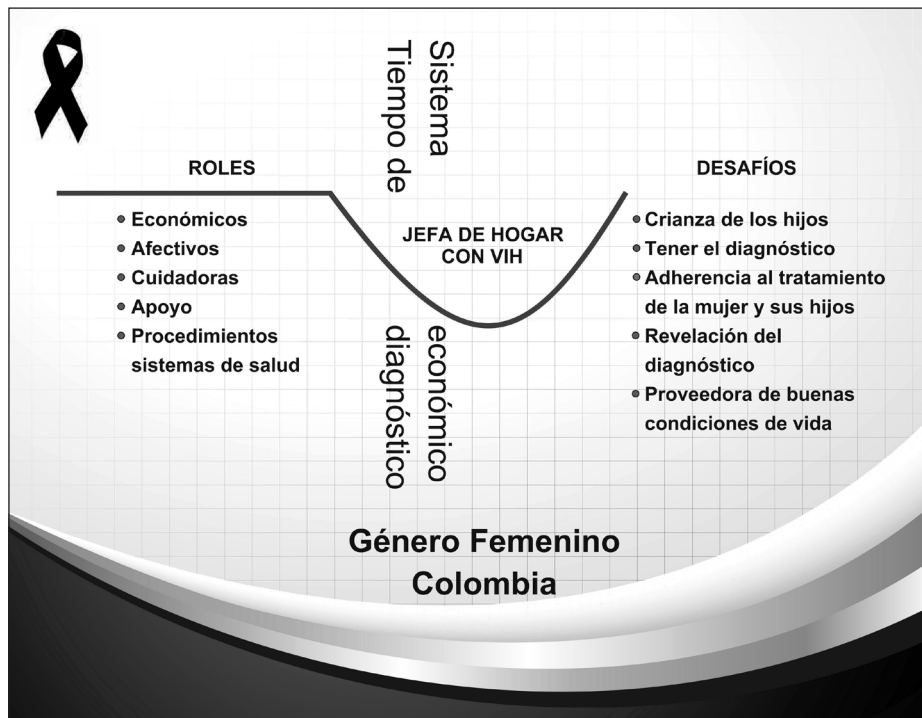 Sistema
Tiempo de
ROLES
Económicos
Afectivos
Cuidadoras
Apoyo
Procedimientos
sistemas de salud
JEFA DE HOGAR
CON VIH
DESAFÍOS
Crianza de los hijos
Tener el diagnóstico
Adherencia al tratamiento
de la mujer y sus hijos
Revelación del
diagnóstico
Proveedora de buenas
condiciones de vida
económico
diagnóstico
Género Femenino
Colombia